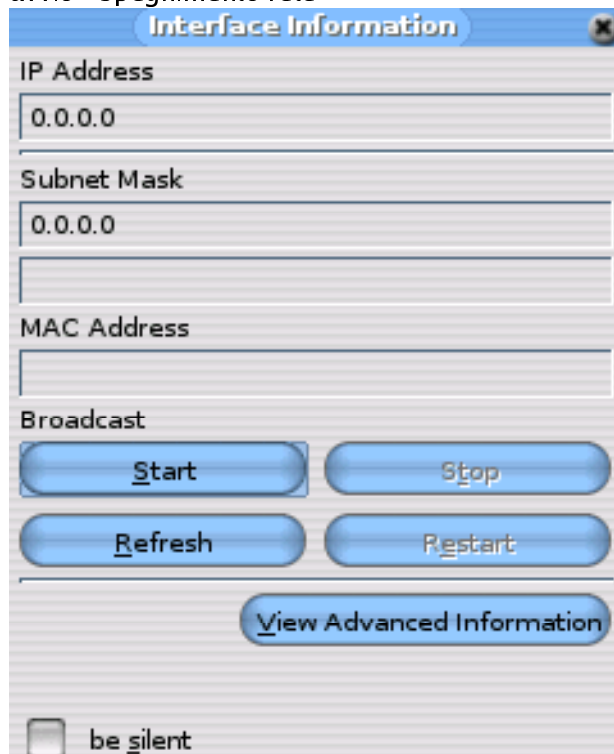 Interface Information
IP Address
0.0.0.0
Subnet Mask
0.0.0.0
MAC Address
Broadcast
Start Stop
Refresh Restart
View Advanced Information
be silent